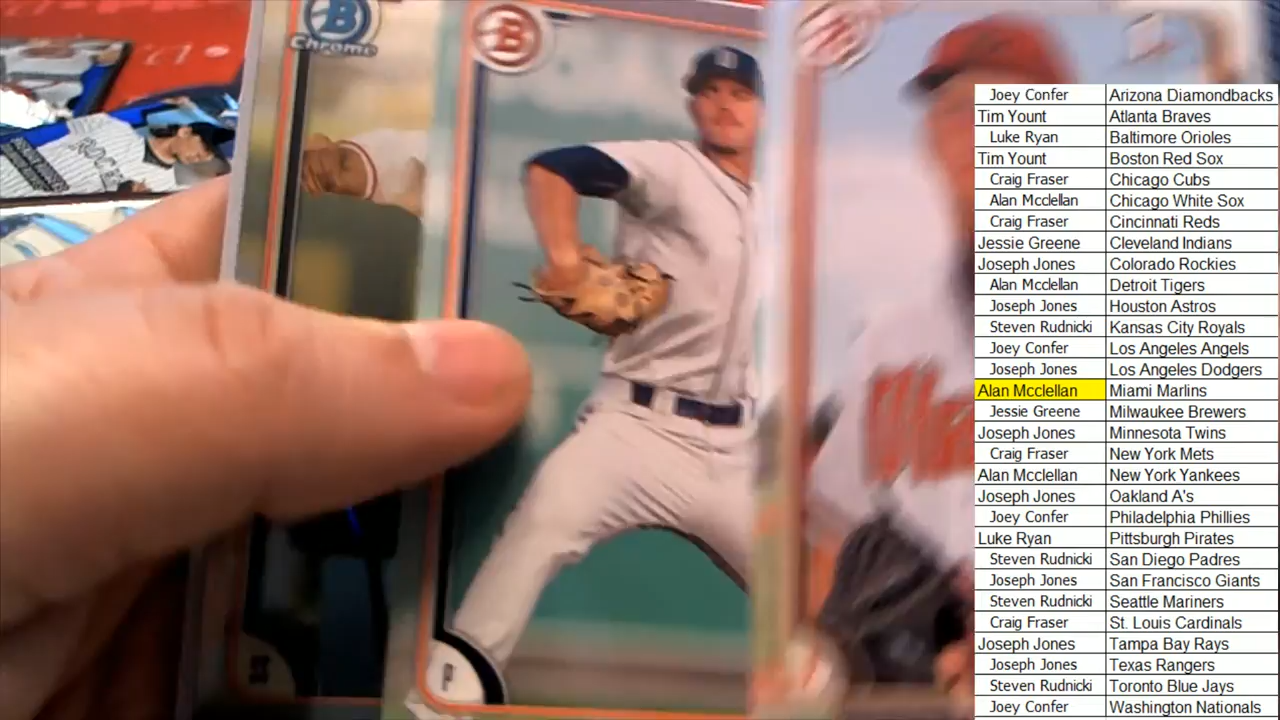 B
Chrome
B
ROCK
P
Joey Confer Arizona Diamondbacks
Tim Yount Atlanta Braves
Luke Ryan Baltimore Orioles
Tim Yount Boston Red Sox
Craig Fraser Chicago Cubs
Alan Mcclellan Chicago White Sox
Craig Fraser Cincinnati Reds
Jessie Greene Cleveland Indians
Joseph Jones Colorado Rockies
Alan Mcclellan Detroit Tigers
Joseph Jones Houston Astros
Steven Rudnicki Kansas City Royals
Joey Confer Los Angeles Angels
Joseph Jones Los Angeles Dodgers
Alan Mcclellan Miami Marlins
Jessie Greene Milwaukee Brewers
Joseph Jones Minnesota Twins
Craig Fraser New York Mets
Alan Mcclellan New York Yankees
Joseph Jones Oakland A's
Joey Confer Philadelphia Phillies
Luke Ryan Pittsburgh Pirates
Steven Rudnicki San Diego Padres
Joseph Jones San Francisco Giants
Steven Rudnicki Seattle Mariners
Craig Fraser St. Louis Cardinals
Joseph Jones Tampa Bay Rays
Joseph Jones Texas Rangers
Steven Rudnicki Toronto Blue Jays
Joey Confer Washington Nationals